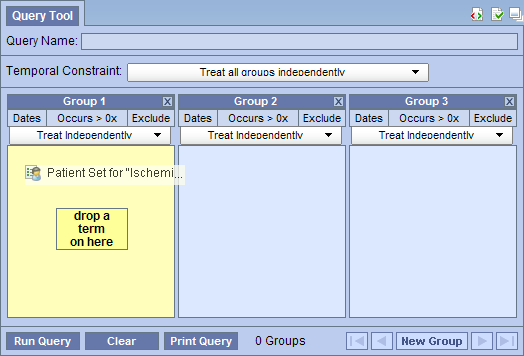 Query Tool
Query Name:
Temporal Constraint: Treat all groups independently
Group 1 Group 2 Group 3
Dates Occurs > 0x Exclude Dates Occurs > 0x Exclude Dates Occurs > 0x Exclude
Treat Independently Treat Independently Treat Independently
Patient Set for "Ischemi...
drop a
term
on here
Run Query Clear Print Query 0 Groups New Group